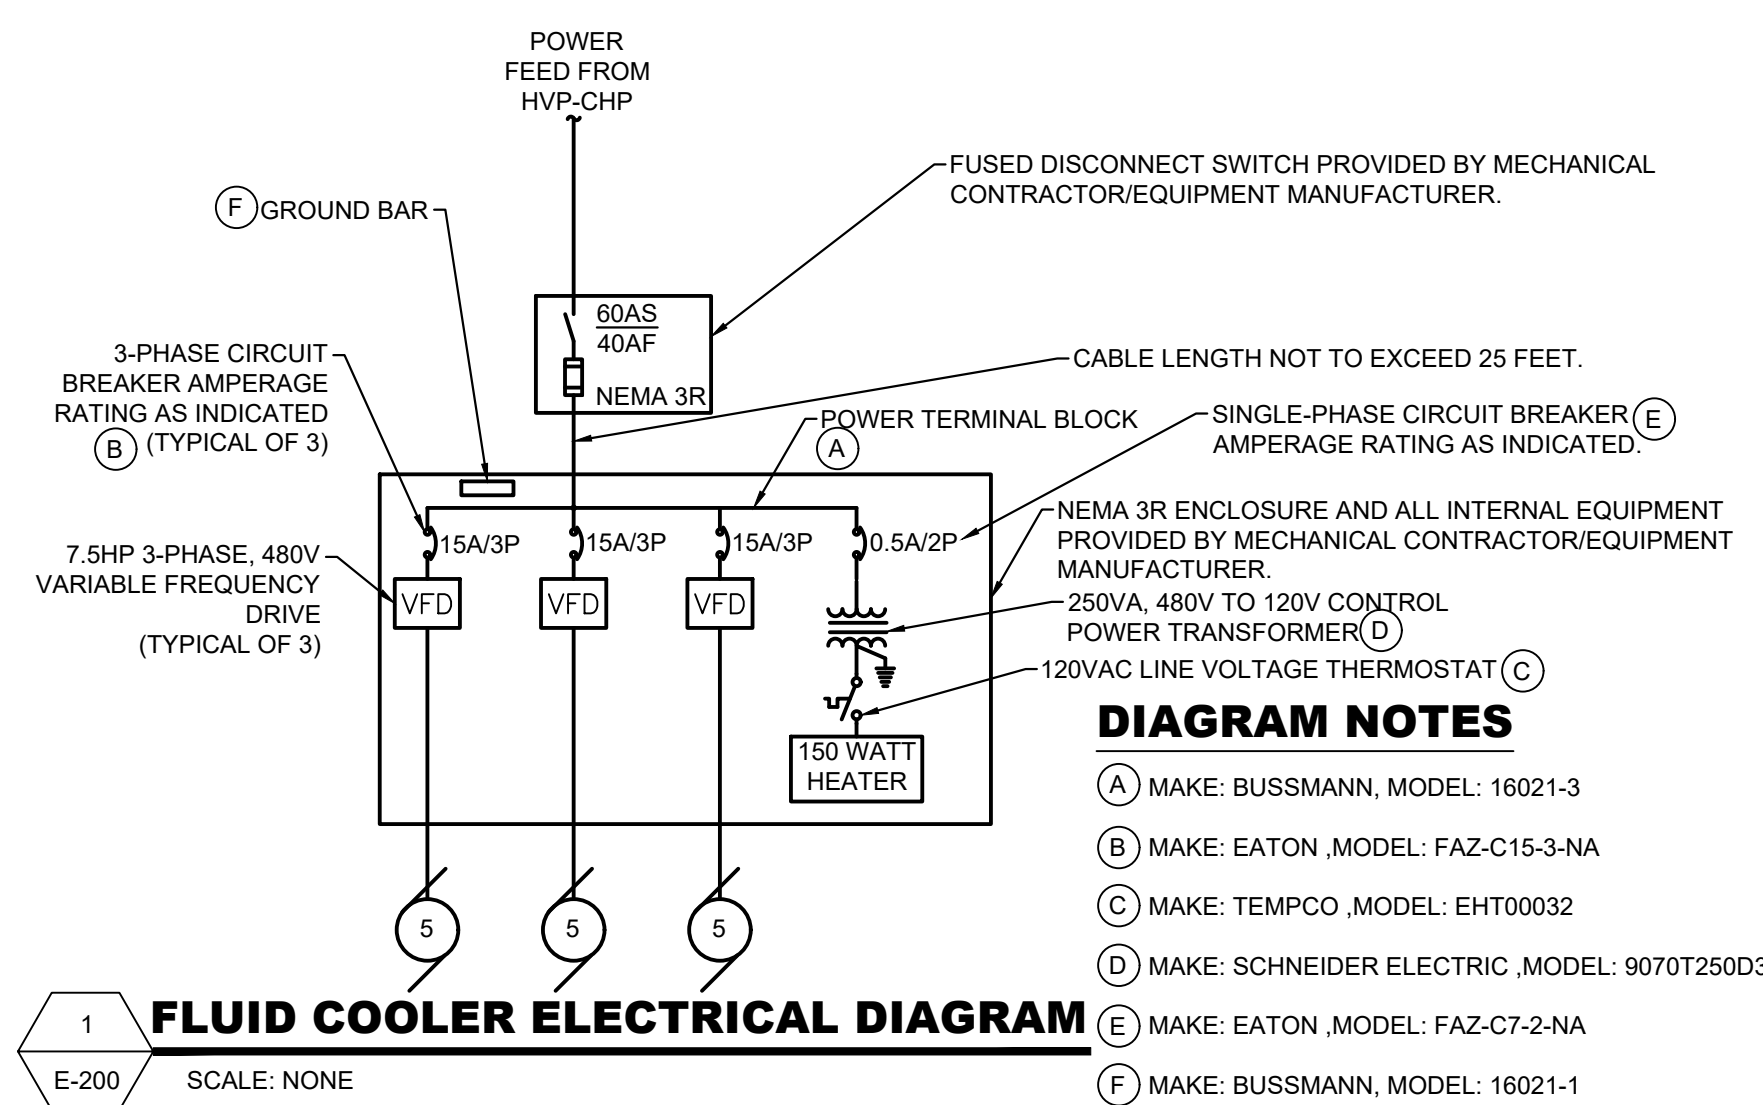 POWER
FEED FROM
HVP-CHP
FUSED DISCONNECT SWITCH PROVIDED BY MECHANICAL
CONTRACTOR/EQUIPMENT MANUFACTURER.
F GROUND BAR
60AS
40AF
NEMA 3R
3-PHASE CIRCUIT
BREAKER AMPERAGE
RATING AS INDICATED
B (TYPICAL OF 3)
CABLE LENGTH NOT TO EXCEED 25 FEET.
POWER TERMINAL BLOCK
A
SINGLE-PHASE CIRCUIT BREAKER E
AMPERAGE RATING AS INDICATED.
15A/3P
15A/3P
15A/3P
0.5A/2P
NEMA 3R ENCLOSURE AND ALL INTERNAL EQUIPMENT
PROVIDED BY MECHANICAL CONTRACTOR/EQUIPMENT
MANUFACTURER.
7.5HP 3-PHASE, 480V
VARIABLE FREQUENCY
DRIVE
(TYPICAL OF 3)
VFD
VFD
VFD
250VA, 480V TO 120V CONTROL
POWER TRANSFORMER D
120VAC LINE VOLTAGE THERMOSTAT C
150 WATT
HEATER
5
5
5
DIAGRAM NOTES
A MAKE: BUSSMANN, MODEL: 16021-3
B MAKE: EATON ,MODEL: FAZ-C15-3-NA
C MAKE: TEMPCO ,MODEL: EHT00032
D MAKE: SCHNEIDER ELECTRIC ,MODEL: 9070T250D3
E MAKE: EATON ,MODEL: FAZ-C7-2-NA
F MAKE: BUSSMANN, MODEL: 16021-1
1
E-200
FLUID COOLER ELECTRICAL DIAGRAM
SCALE: NONE